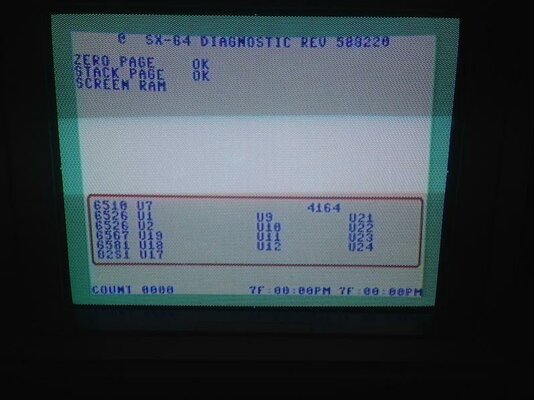 @ SX-64 DIAGNOSTIC REV 588220
ZERO PAGE OK
STACK PAGE OK
SCREEN RAM
6510 U7 4164
6526 U1 U9 U21
6526 U2 U10 U22
6567 U19 U11 U23
6581 U18 U12 U24
82S1 U17
COUNT 0000 7F:00:00PM 7F:00:00PM